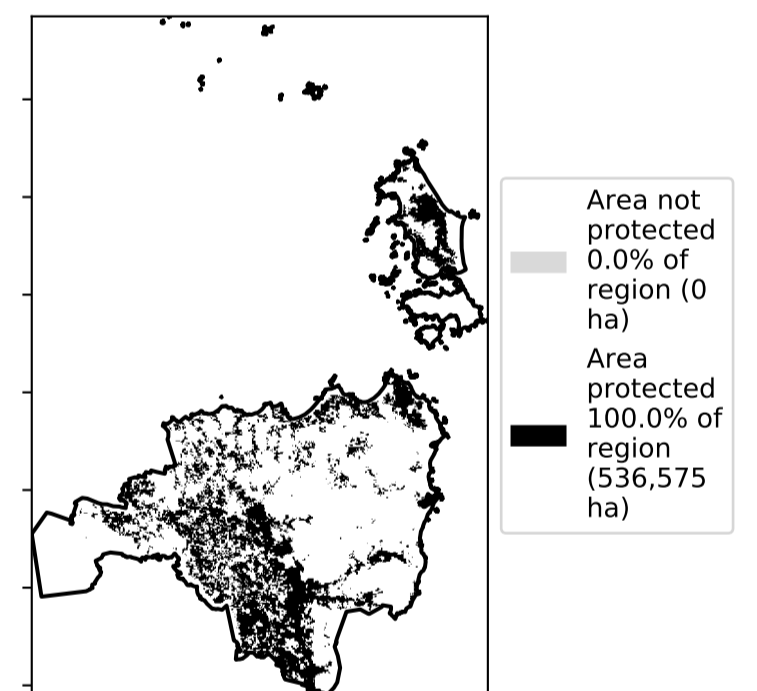 Area not
protected
0.0% of
region (0
ha)
Area
protected
100.0% of
region
(536,575
ha)